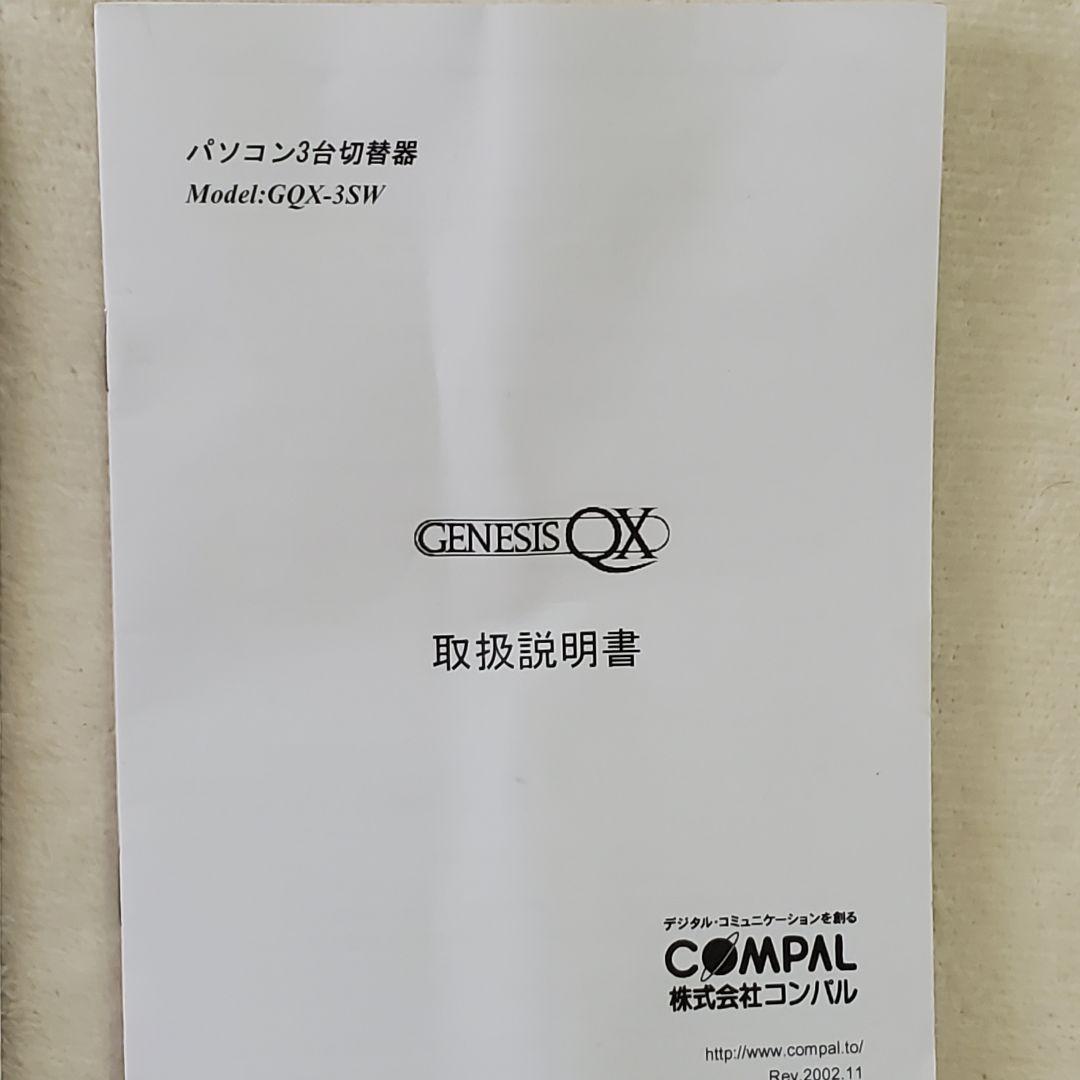 パソコン3台切替器
Model:GQX-3SW
GENESIS QX
取扱説明書
デジタル・コミュニケーションを創る
COMPAL
株式会社コンパル
http://www.compal.to/
Rev.2002.11